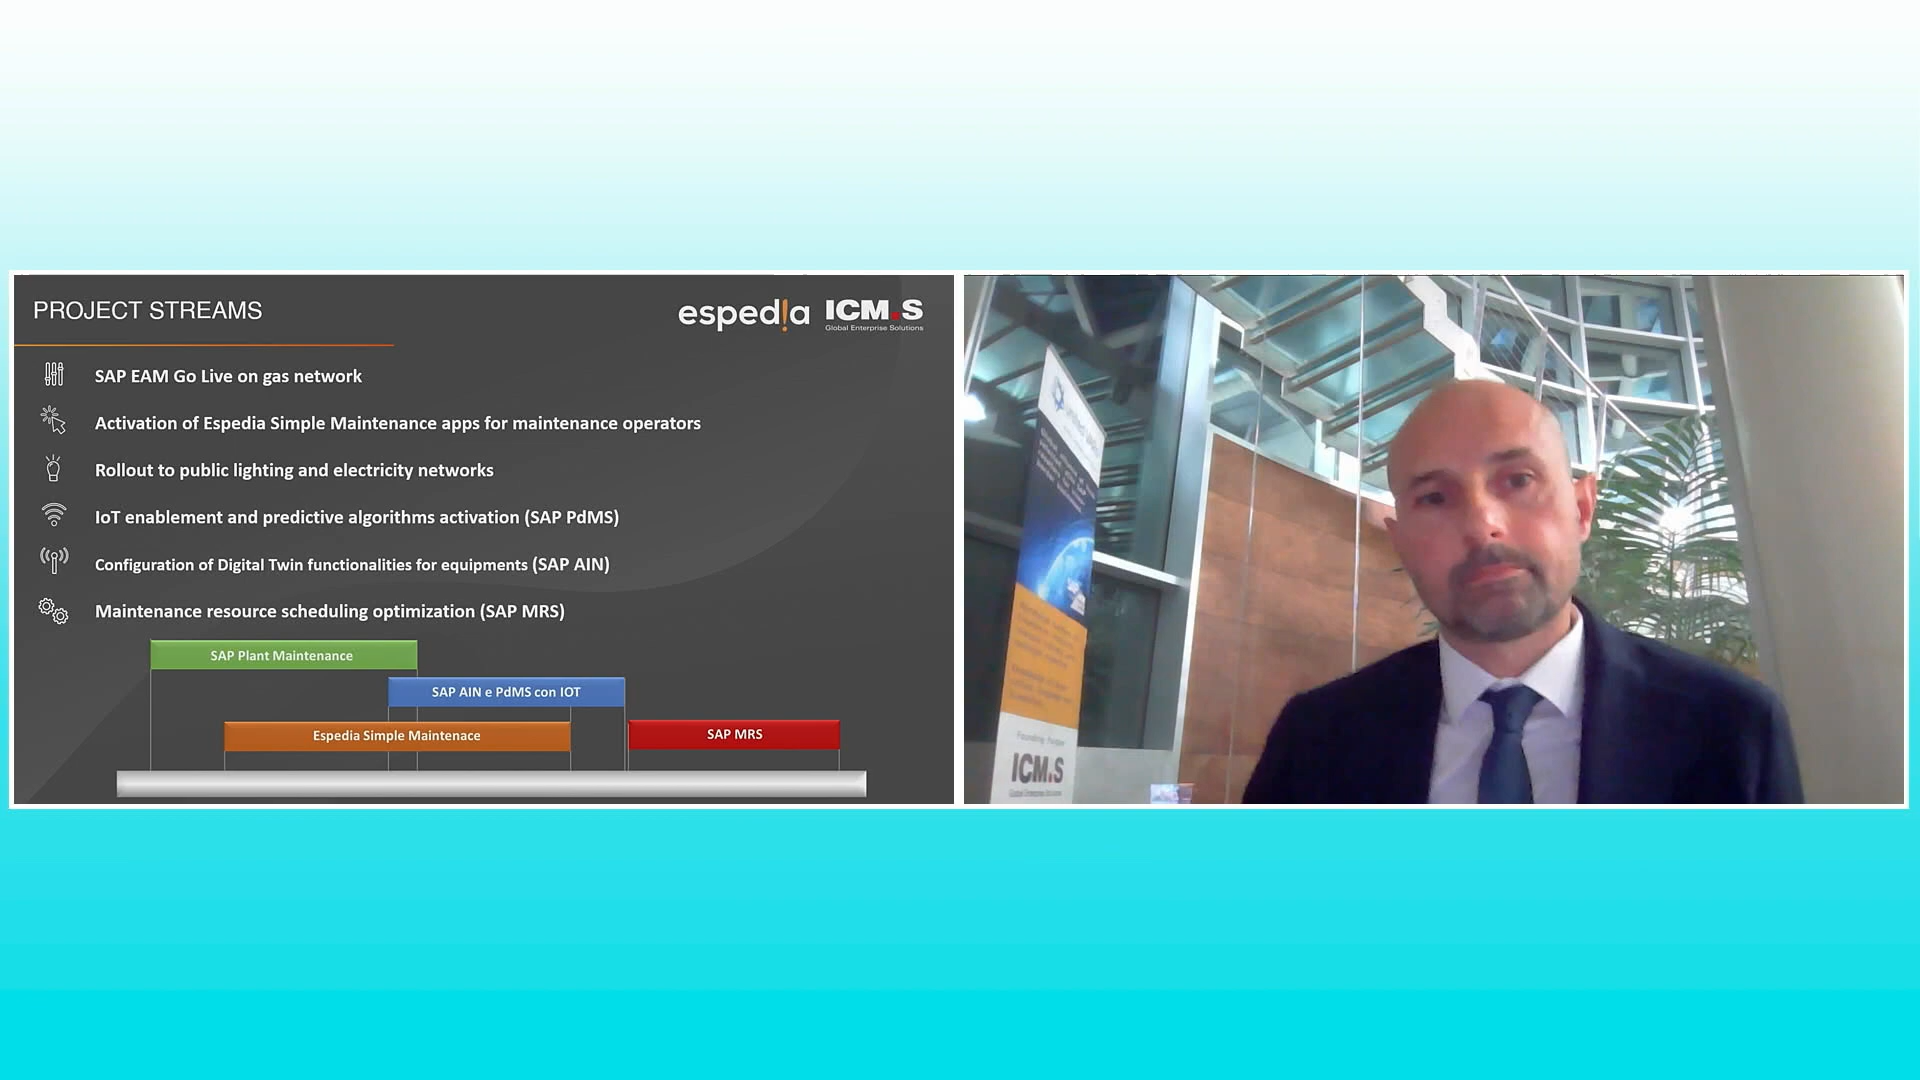 PROJECT STREAMS
esped!a
ICM.S
Global Enterprise Solutions
SAP EAM Go Live on gas network
Activation of Espedia Simple Maintenance apps for maintenance operators
Rollout to public lighting and electricity networks
IoT enablement and predictive algorithms activation (SAP PdMS)
Configuration of Digital Twin functionalities for equipments (SAP AIN)
Maintenance resource scheduling optimization (SAP MRS)
SAP Plant Maintenance
SAP AIN e PdMS con IOT
Espedia Simple Maintenace
SAP MRS
ICM.S